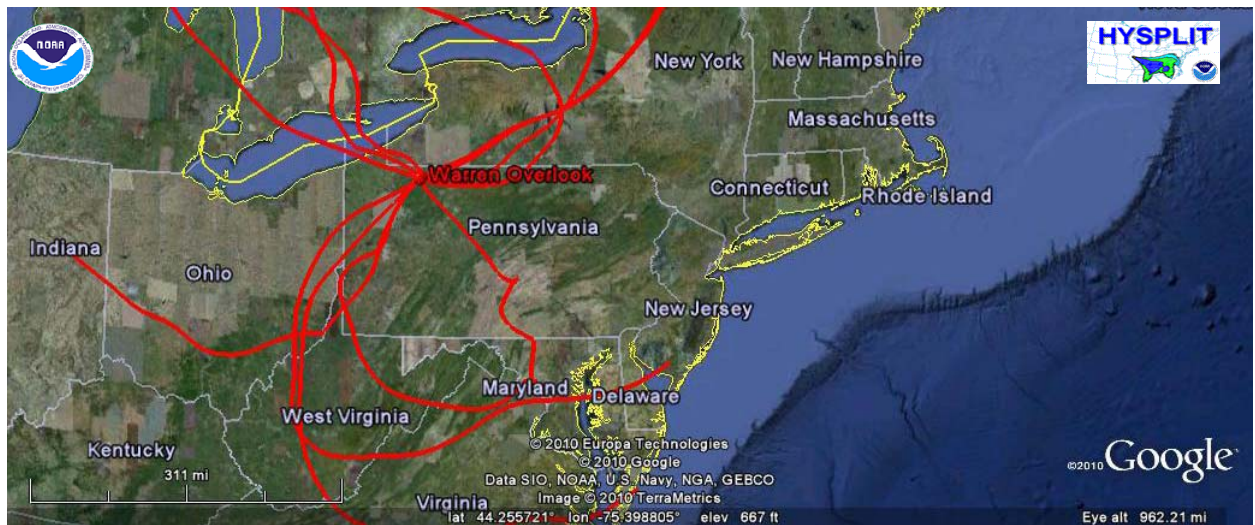 NOAA
HYSPLIT
New York
New Hampshire
Massachusetts
Warren Overlook
Connecticut
Rhode Island
Pennsylvania
Indiana
Ohio
New Jersey
Maryland
Delaware
West Virginia
Kentucky
© 2010 Europa Technologies
© 2010 Google
Data SIO, NOAA, U.S. Navy, NGA, GEBCO
Image © 2010 TerraMetrics
©2010 Google
311 mi
Virginia
lat 44.255721° lon -75.398805° elev 667 ft
Eye alt 962.21 mi